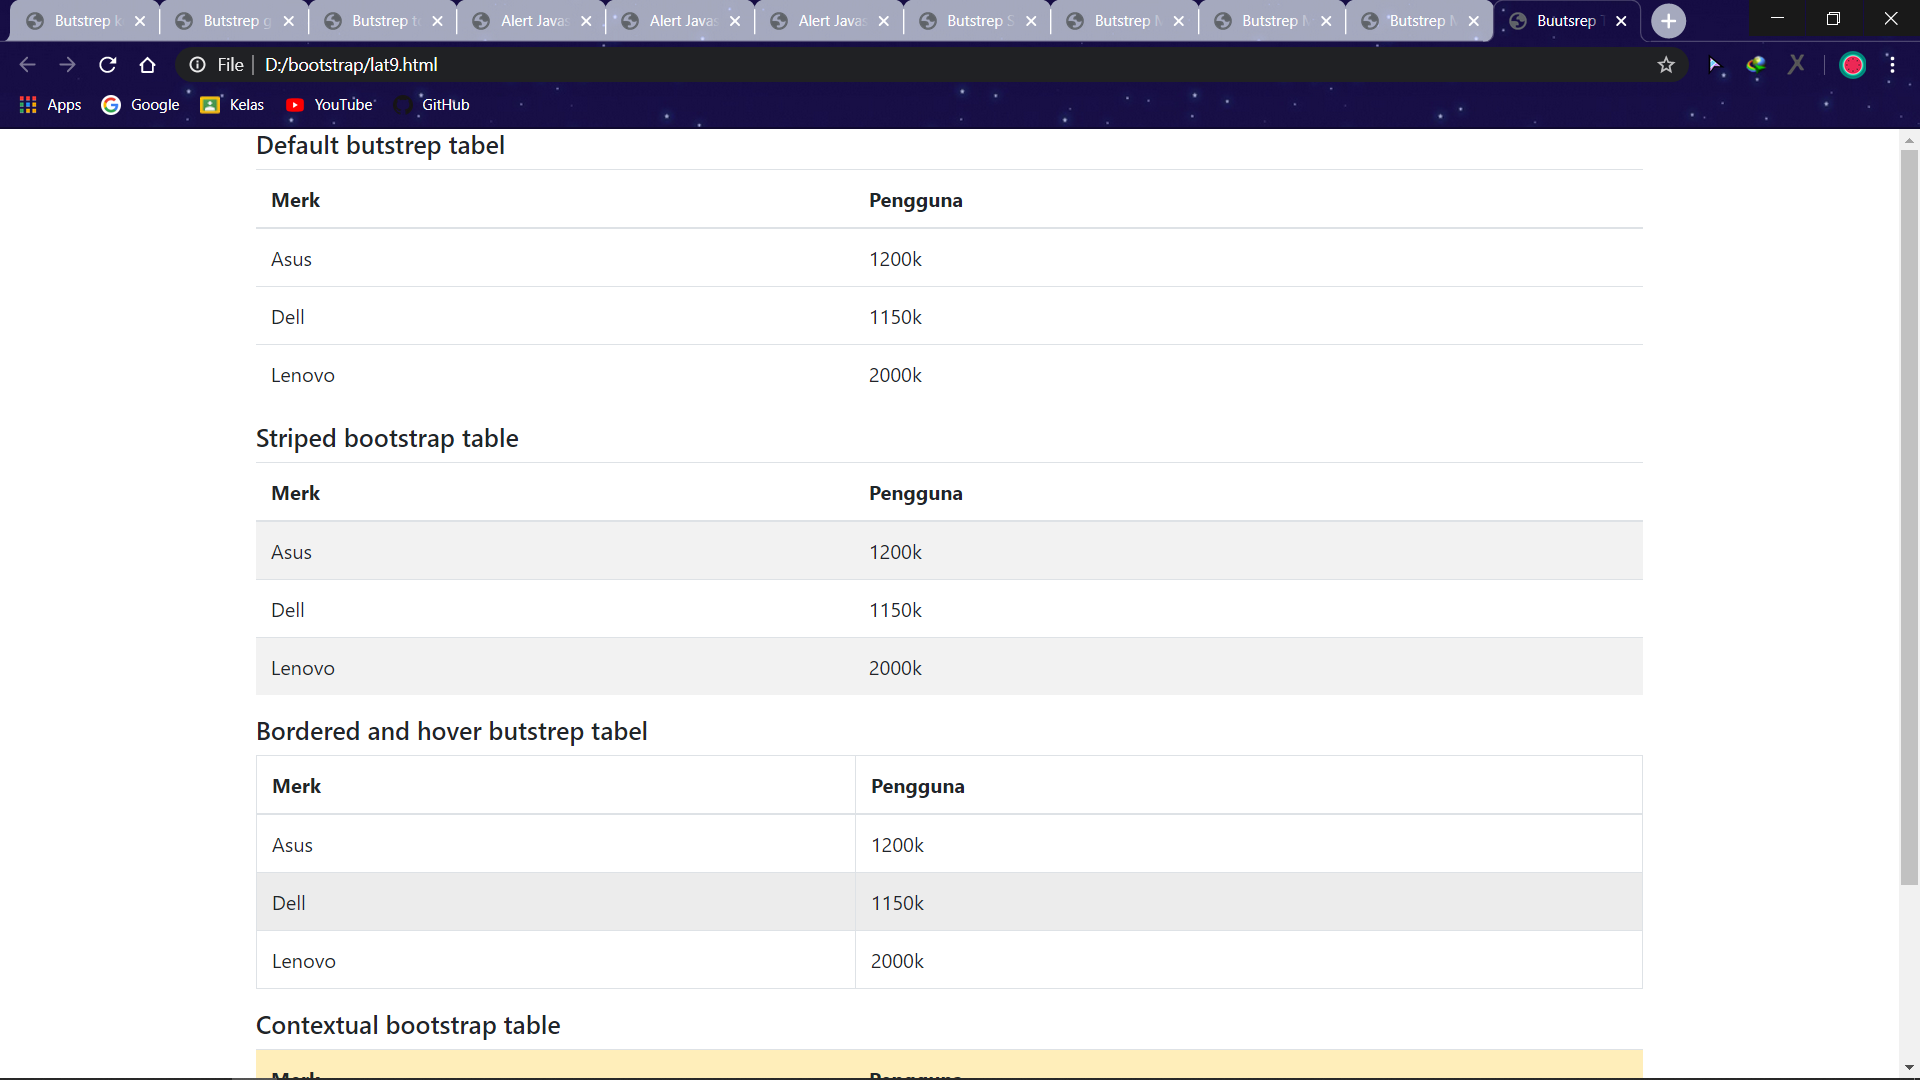 Butstrep k
Butstrep g
Butstrep t
Alert Javas
Alert Javas
Alert Javas
Butstrep S
Butstrep M
Butstrep M
Butstrep M
Buutsrep T
File
D:/bootstrap/lat9.html
Apps
Google
Kelas
YouTube
GitHub
Default butstrep tabel
Merk Pengguna
Asus 1200k
Dell 1150k
Lenovo 2000k
Striped bootstrap table
Merk Pengguna
Asus 1200k
Dell 1150k
Lenovo 2000k
Bordered and hover butstrep tabel
Merk Pengguna
Asus 1200k
Dell 1150k
Lenovo 2000k
Contextual bootstrap table
Merk Pengguna